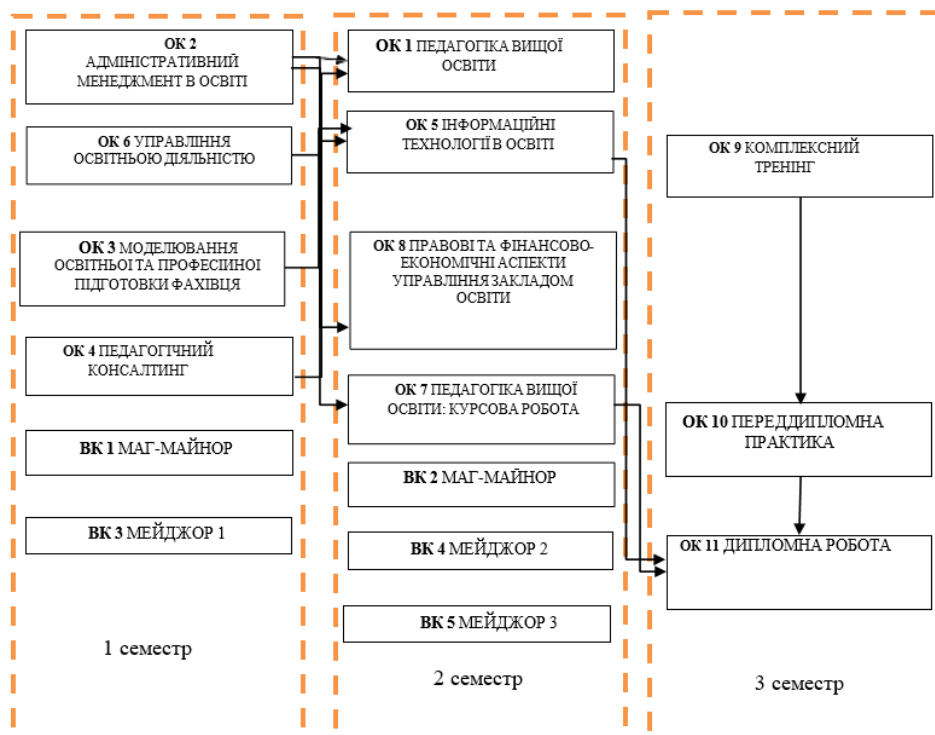 ОК 2
АДМІНІСТРАТИВНИЙ
МЕНЕДЖМЕНТ В ОСВІТІ
ОК 6 УПРАВЛІННЯ
ОСВІТНЬОЮ ДІЯЛЬНІСТЮ
ОК 3 МОДЕЛЮВАННЯ
ОСВІТНЬОІ ТА ПРОФЕСІИНОІ
ПІДГОТОВКИ ФАХІВЦЯ
ОК 4 ПЕДАГОГІЧНИЙ
КОНСАЛТИНГ
ВК 1 МАГ-МАЙНОР
ВК 3 МЕЙДЖОР 1
1 семестр
ОК 1 ПЕДАГОГІКА ВИЩОЇ
ОСВІТИ
ОК 5 ІНФОРМАЦІЙНІ
ТЕХНОЛОГІЇ В ОСВІТІ
ОК 8 ПРАВОВІ ТА ФІНАНСОВО-
ЕКОНОМІЧНІ АСПЕКТИ
УПРАВЛІННЯ ЗАКЛАДОМ
ОСВІТИ
ОК 7 ПЕДАГОГІКА ВИЩОЇ
ОСВІТИ: КУРСОВА РОБОТА
ВК 2 МАГ-МАЙНОР
ВК 4 МЕЙДЖОР 2
ВК 5 МЕЙДЖОР 3
2 семестр
ОК 9 КОМПЛЕКСНИЙ
ТРЕНІНГ
ОК 10 ПЕРЕДДИПЛОМНА
ПРАКТИКА
ОК 11 ДИПЛОМНА РОБОТА
3 семестр